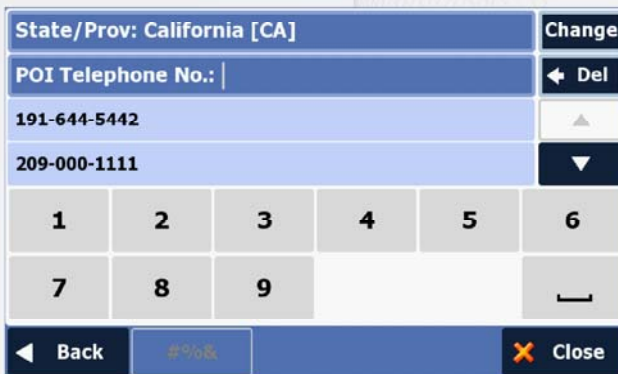 State/Prov: California [CA] Change
POI Telephone No.: Del
191-644-5442
209-000-1111
1 2 3 4 5 6
7 8 9
Back #%& Close